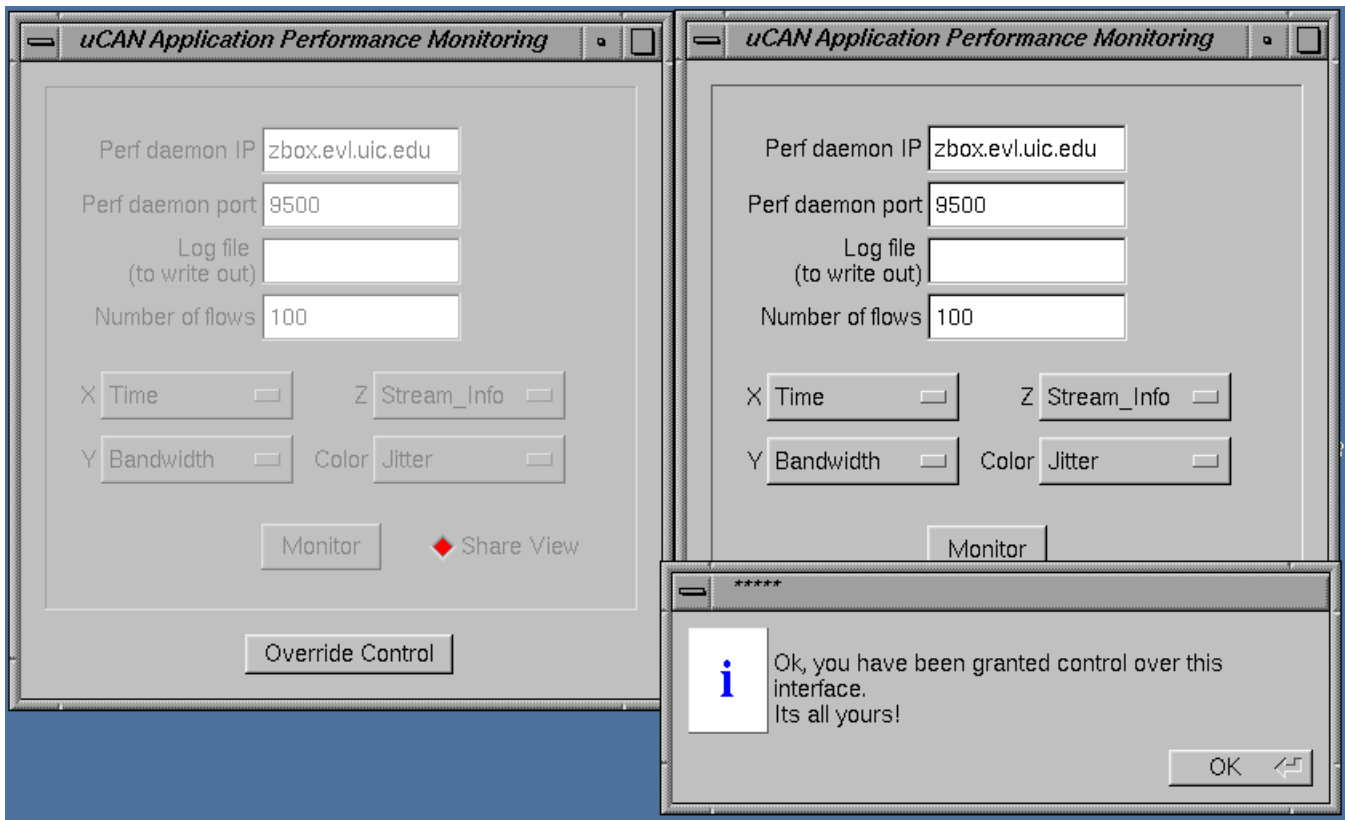 uCAN Application Performance Monitoring
Perf daemon IP zbox.evl.uic.edu
Perf daemon port 9500
Log file
(to write out)
Number of flows 100
X Time Z Stream_Info
Y Bandwidth Color Jitter
Monitor Share View
Override Control
uCAN Application Performance Monitoring
Perf daemon IP zbox.evl.uic.edu
Perf daemon port 9500
Log file
(to write out)
Number of flows 100
X Time Z Stream_Info
Y Bandwidth Color Jitter
Monitor
*****
i
Ok, you have been granted control over this
interface.
Its all yours!
OK